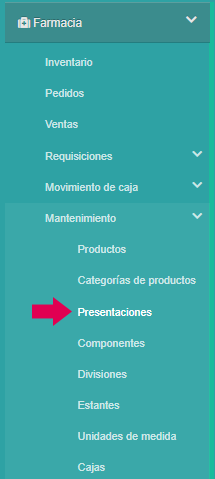 Farmacia
Inventario
Pedidos
Ventas
Requisiciones
Movimiento de caja
Mantenimiento
Productos
Categorías de productos
Presentaciones
Componentes
Divisiones
Estantes
Unidades de medida
Cajas